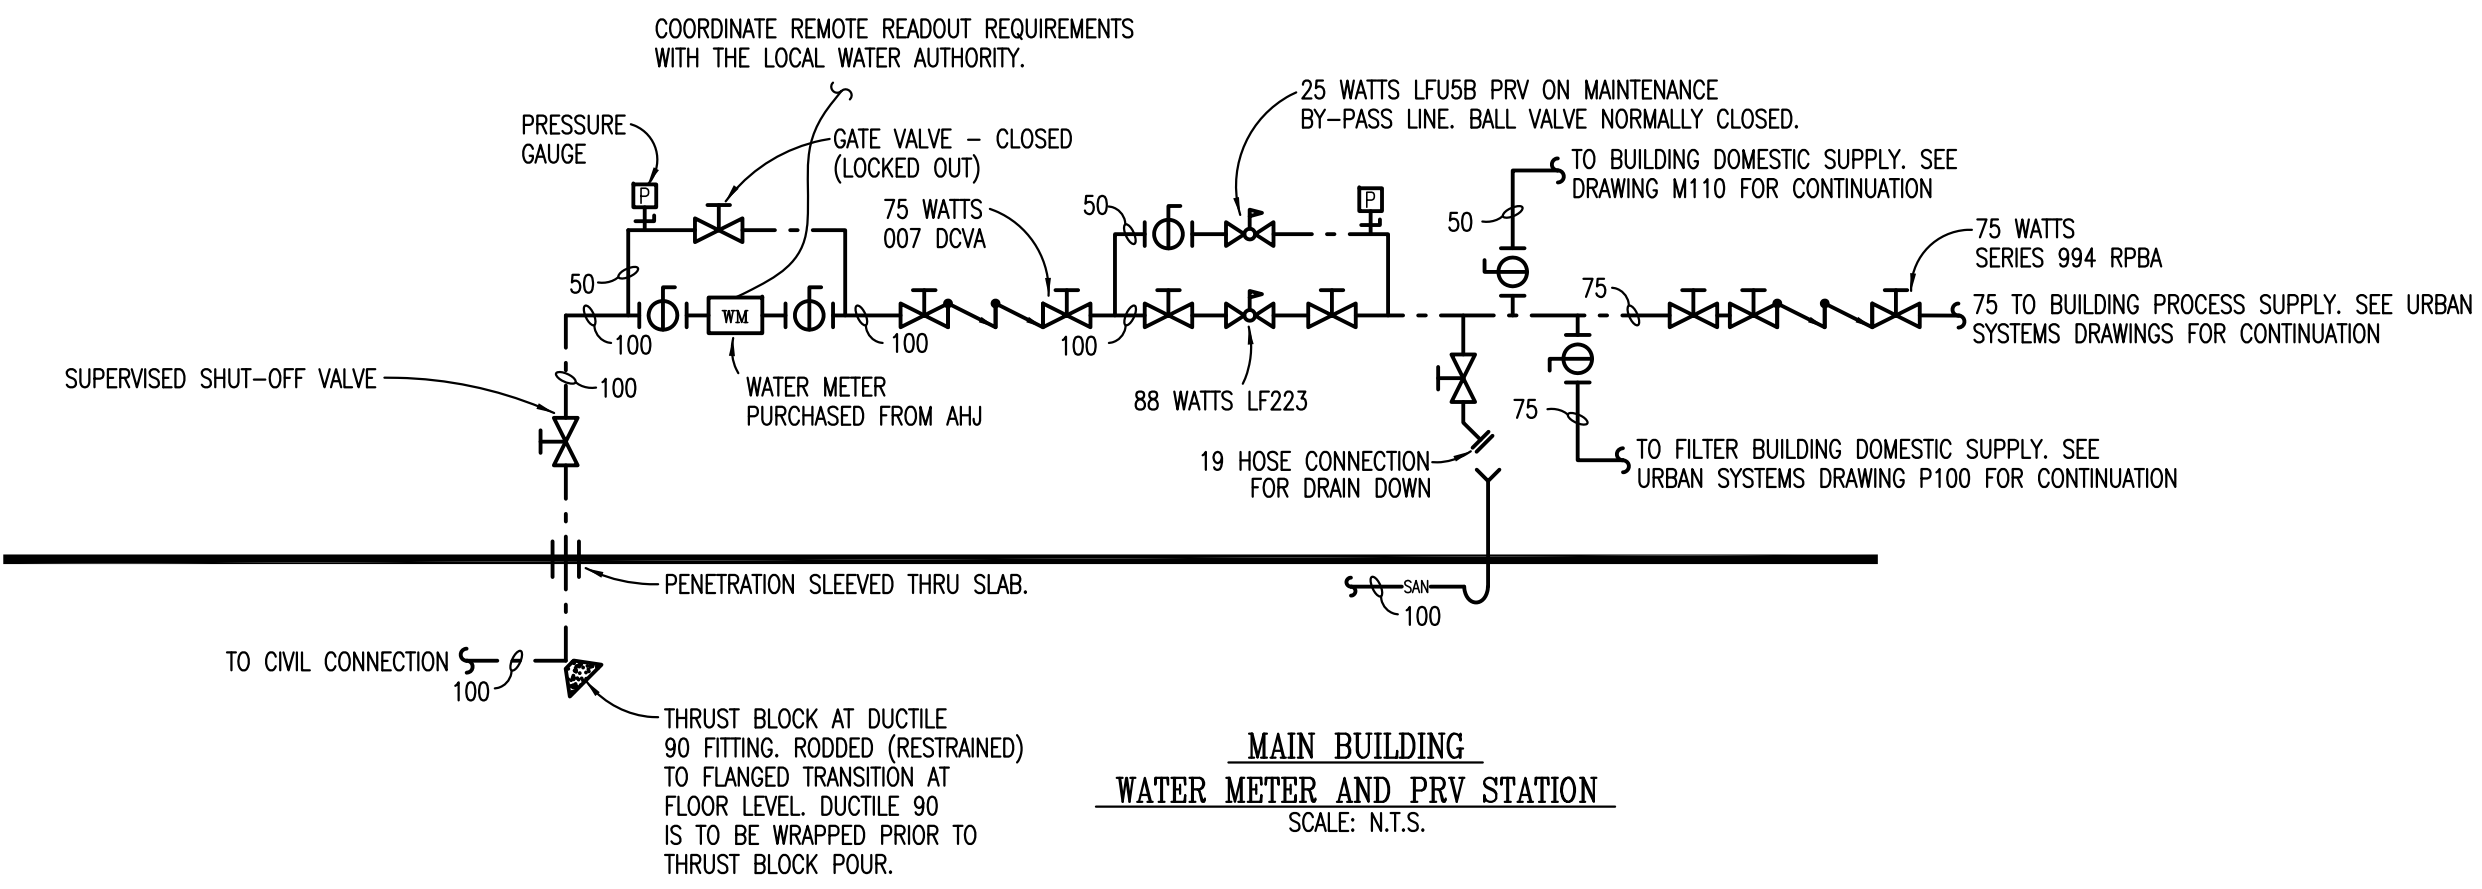 COORDINATE REMOTE READOUT REQUIREMENTS
WITH THE LOCAL WATER AUTHORITY.
25 WATTS LFU5B PRV ON MAINTENANCE
BY-PASS LINE. BALL VALVE NORMALLY CLOSED.
PRESSURE
GAUGE
GATE VALVE - CLOSED
(LOCKED OUT)
TO BUILDING DOMESTIC SUPPLY. SEE
DRAWING M110 FOR CONTINUATION
P
P
75 WATTS
007 DCVA
50
50
75 WATTS
SERIES 994 RPBA
50
75
75 TO BUILDING PROCESS SUPPLY. SEE URBAN
SYSTEMS DRAWINGS FOR CONTINUATION
WM
100
100
100
SUPERVISED SHUT-OFF VALVE
100
WATER METER
PURCHASED FROM AHJ
88 WATTS LF223
75
19 HOSE CONNECTION
FOR DRAIN DOWN
TO FILTER BUILDING DOMESTIC SUPPLY. SEE
URBAN SYSTEMS DRAWING P100 FOR CONTINUATION
PENETRATION SLEEVED THRU SLAB.
SAN
100
TO CIVIL CONNECTION
100
THRUST BLOCK AT DUCTILE
90 FITTING. RODDED (RESTRAINED)
TO FLANGED TRANSITION AT
FLOOR LEVEL. DUCTILE 90
IS TO BE WRAPPED PRIOR TO
THRUST BLOCK POUR.
MAIN BUILDING
WATER METER AND PRV STATION
SCALE: N.T.S.